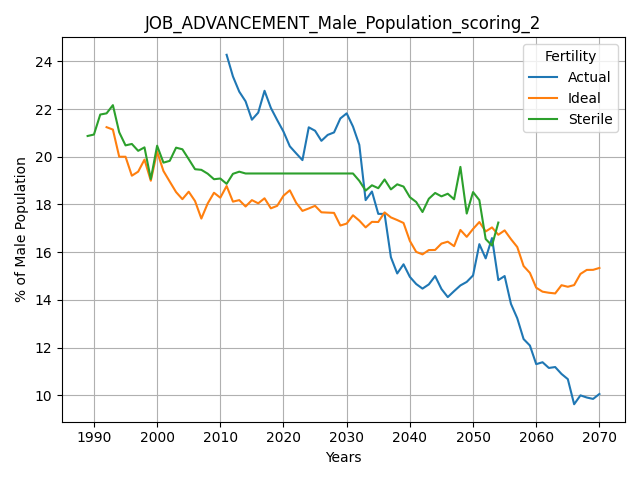 JOB_ADVANCEMENT_Male_Population_scoring_2
Fertility
Actual
Ideal
Sterile
% of Male Population
24
22
20
18
16
14
12
10
1990 2000 2010 2020 2030 2040 2050 2060 2070
Years